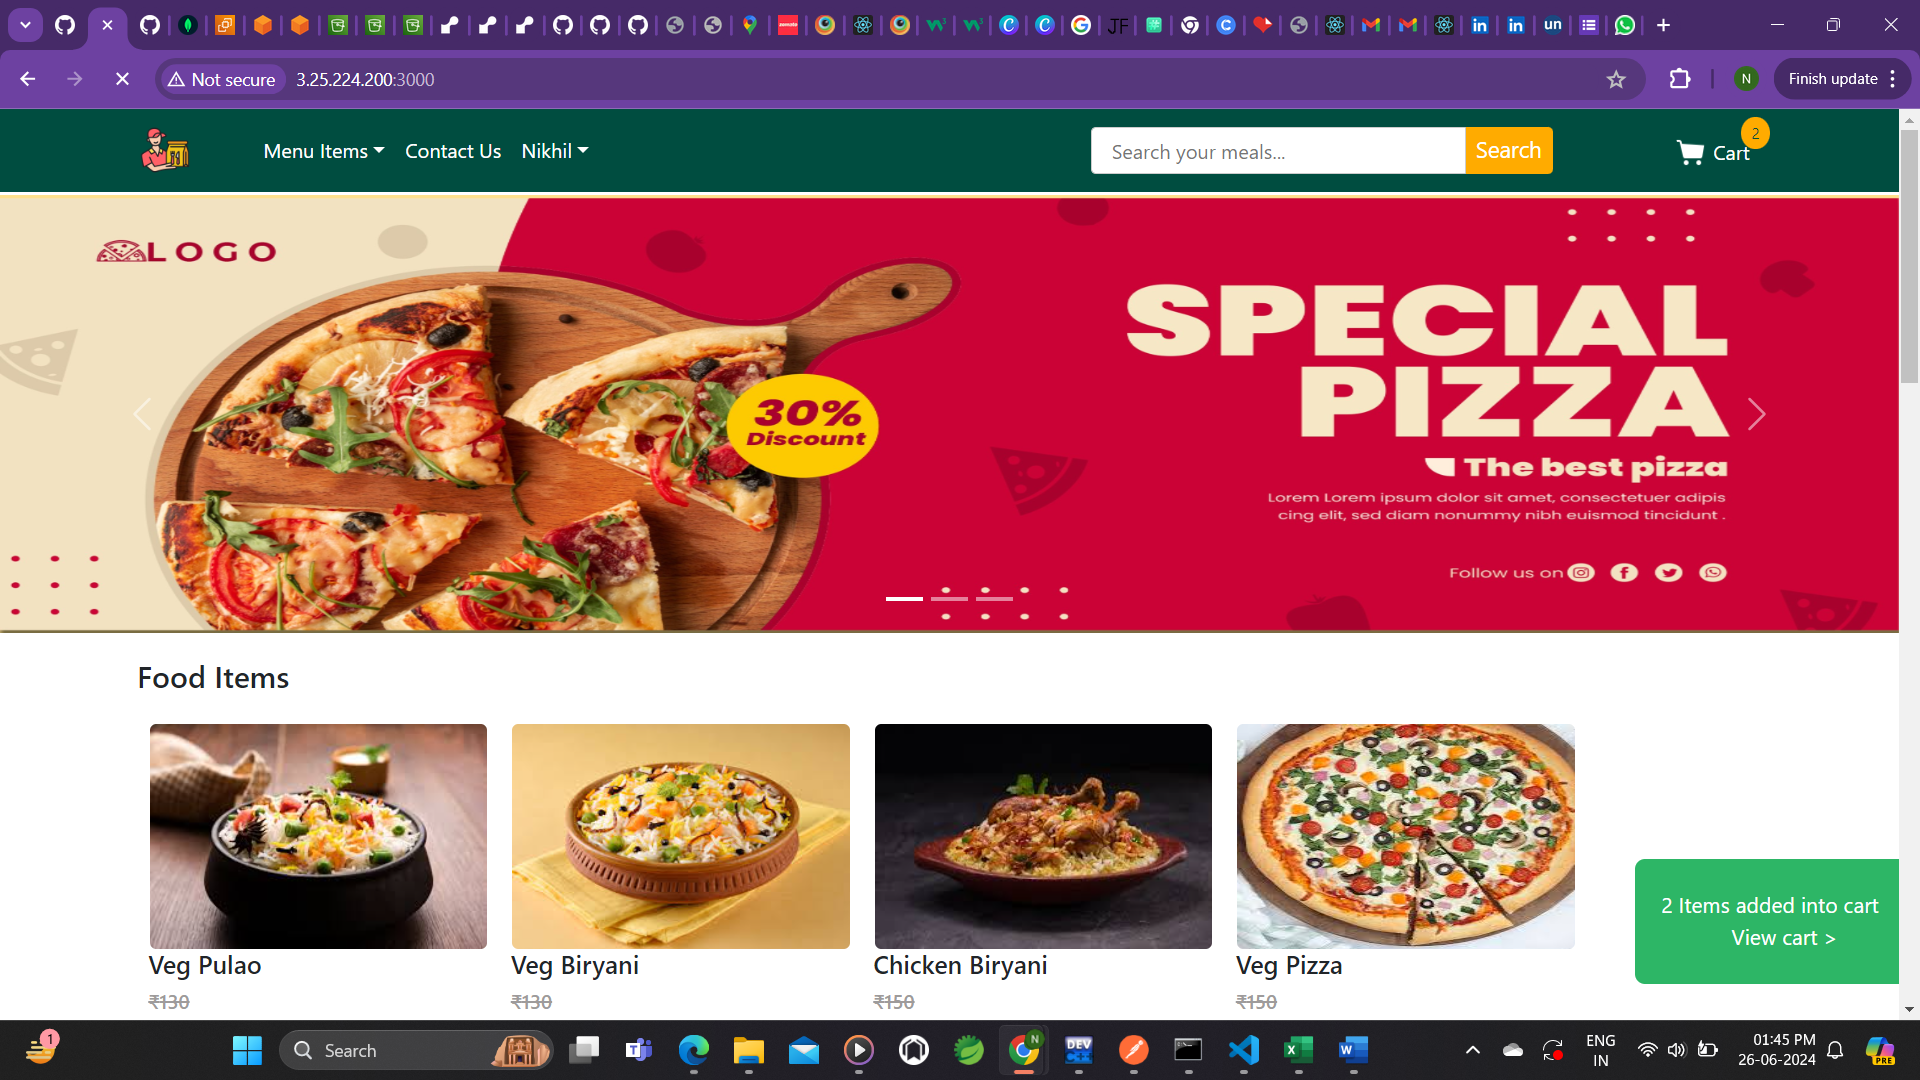 Not secure
3.25.224.200:3000
N
Finish update
Menu Items
Contact Us
Nikhil
Search your meals...
Search
Cart
2
LOGO
SPECIAL
PIZZA
30%
Discount
The best pizza
Lorem Lorem ipsum dolor sit amet, consectetuer adipis
cing elit, sed diam nonummy nibh euismod tincidunt .
Follow us on
Food Items
Veg Pulao
Veg Biryani
Chicken Biryani
Veg Pizza
₹130
₹130
₹150
₹150
2 Items added into cart
View cart >
1
Search
N
DEV
C++
ENG
IN
01:45 PM
26-06-2024
PRE